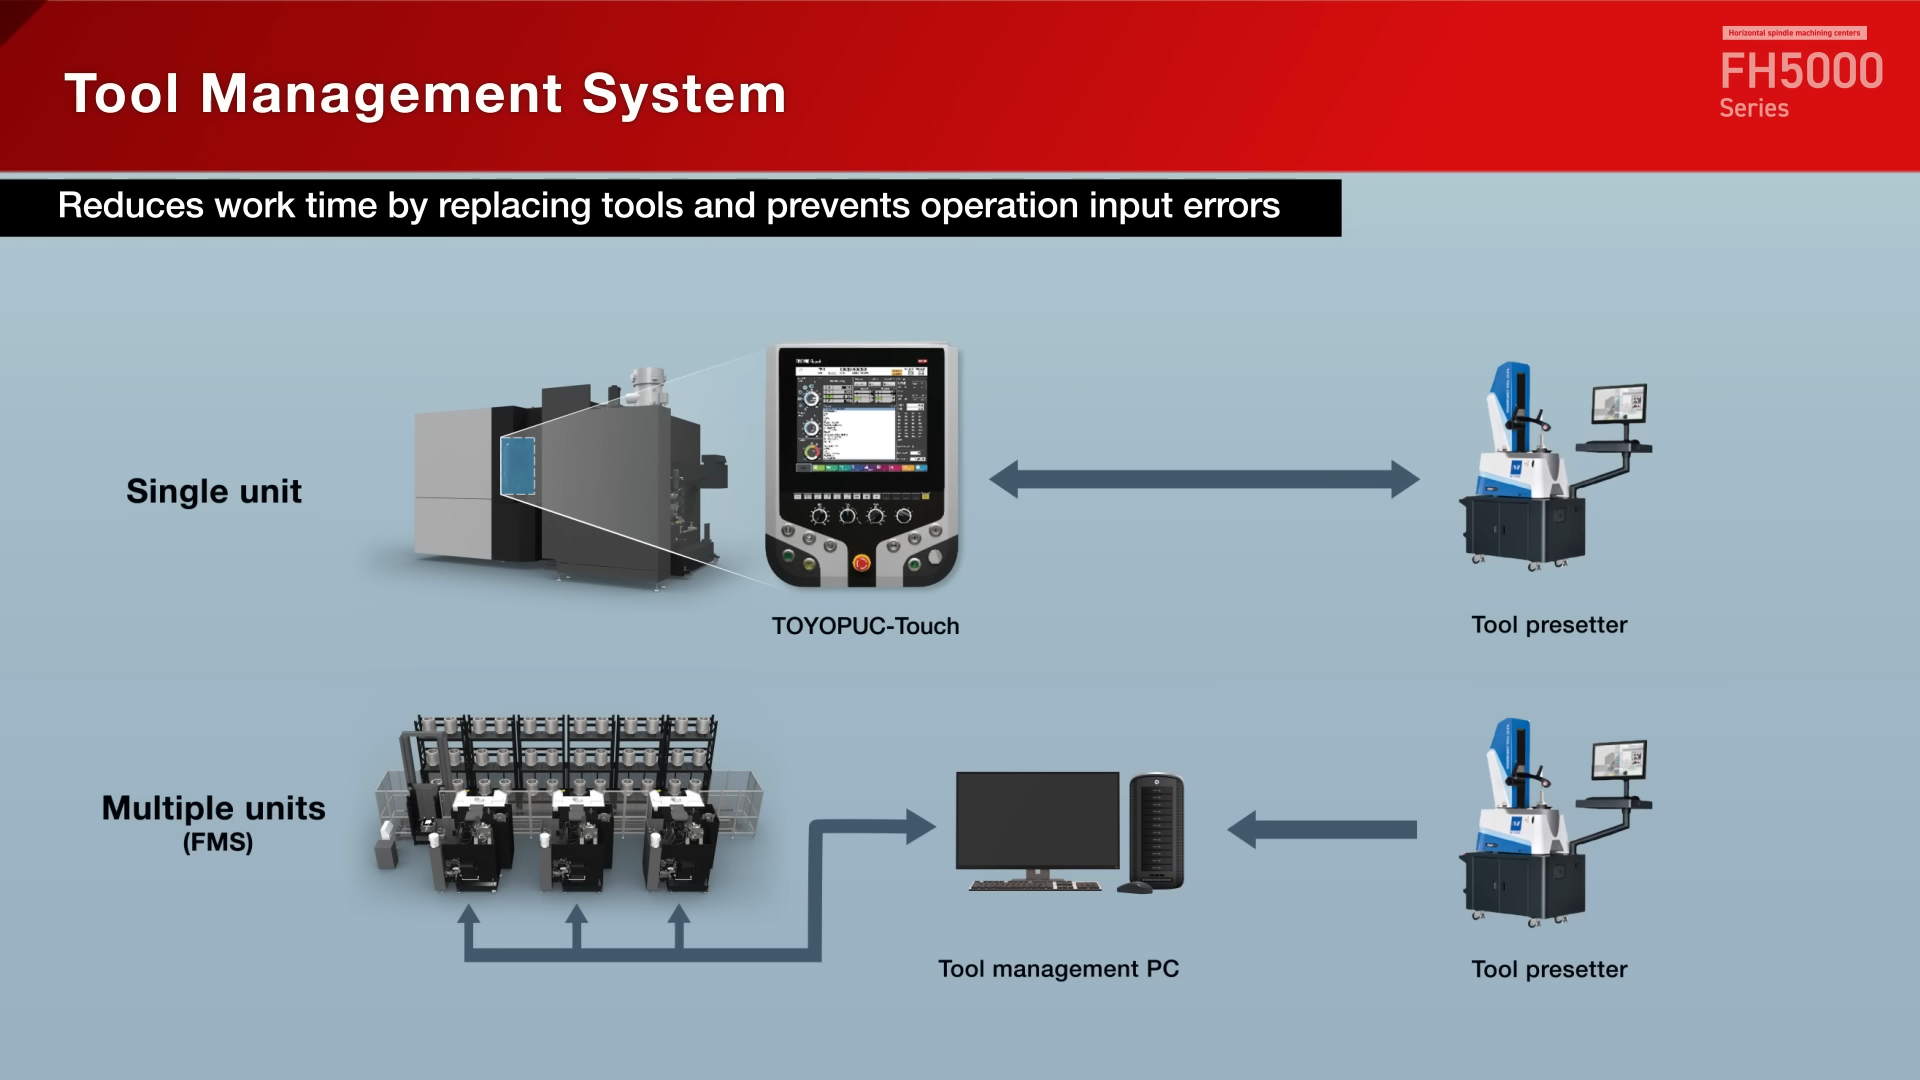 Tool Management System
Horizontal spindle machining centers
FH5000
Series
Reduces work time by replacing tools and prevents operation input errors
Single unit
TOYOPUC-Touch
Tool presetter
Multiple units
(FMS)
Tool management PC
Tool presetter